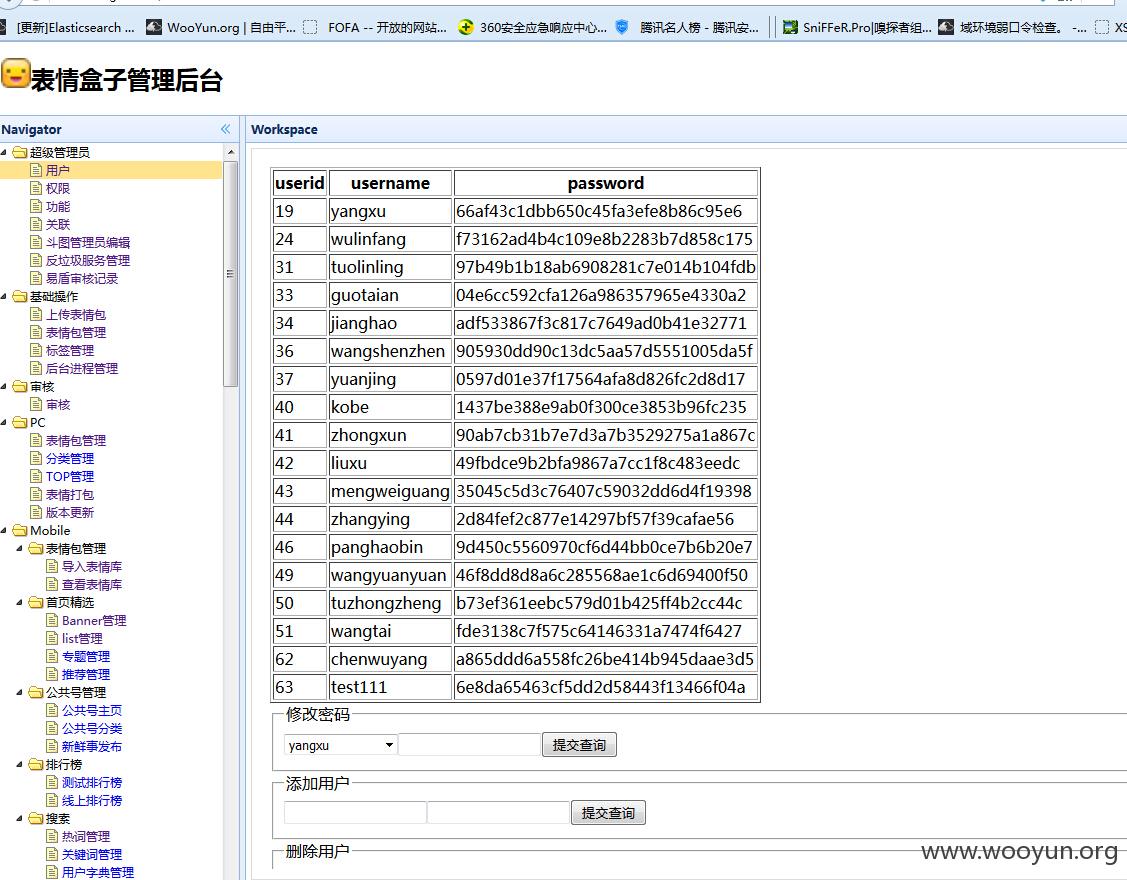 [更新]Elasticsearch ... WooYun.org | 自由平... FOFA -- 开放的网站... 360安全应急响应中心... 腾讯名人榜 - 腾讯安... SniFFeR.Pro|嗅探者组... 域环境弱口令检查。 -... XS
表情盒子管理后台
Navigator
超级管理员
用户
权限
功能
关联
斗图管理员编辑
反垃圾服务管理
易盾审核记录
基础操作
上传表情包
表情包管理
标签管理
后台进程管理
审核
审核
PC
表情包管理
分类管理
TOP管理
表情打包
版本更新
Mobile
表情包管理
导入表情库
查看表情库
首页精选
Banner管理
list管理
专题管理
推荐管理
公共号管理
公共号主页
公共号分类
新鲜事发布
排行榜
测试排行榜
线上排行榜
搜索
热词管理
关键词管理
用户字典管理
Workspace
userid username password
19 yangxu 66af43c1dbb650c45fa3efe8b86c95e6
24 wulinfang f73162ad4b4c109e8b2283b7d858c175
31 tuolinling 97b49b1b18ab6908281c7e014b104fdb
33 guotaian 04e6cc592cfa126a986357965e4330a2
34 jianghao adf533867f3c817c7649ad0b41e32771
36 wangshenzhen 905930dd90c13dc5aa57d5551005da5f
37 yuanjing 0597d01e37f17564afa8d826fc2d8d17
40 kobe 1437be388e9ab0f300ce3853b96fc235
41 zhongxun 90ab7cb31b7e7d3a7b3529275a1a867c
42 liuxu 49fbdce9b2bfa9867a7cc1f8c483eedc
43 mengweiguang 35045c5d3c76407c59032dd6d4f19398
44 zhangying 2d84fef2c877e14297bf57f39cafae56
46 panghaobin 9d450c5560970cf6d44bb0ce7b6b20e7
49 wangyuanyuan 46f8dd8d8a6c285568ae1c6d69400f50
50 tuzhongzheng b73ef361eebc579d01b425ff4b2cc44c
51 wangtai fde3138c7f575c64146331a7474f6427
62 chenwuyang a865ddd6a558fc26be414b945daae3d5
63 test111 6e8da65463cf5dd2d58443f13466f04a
修改密码
yangxu 提交查询
添加用户
提交查询
删除用户
www.wooyun.org